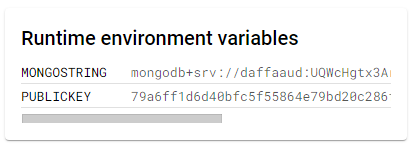 Runtime environment variables
MONGOSTRING mongodb+srv://daffaaud:UQWcHgtx3A
PUBLICKEY 79a6ff1d6d40bfc5f55864e79bd20c286